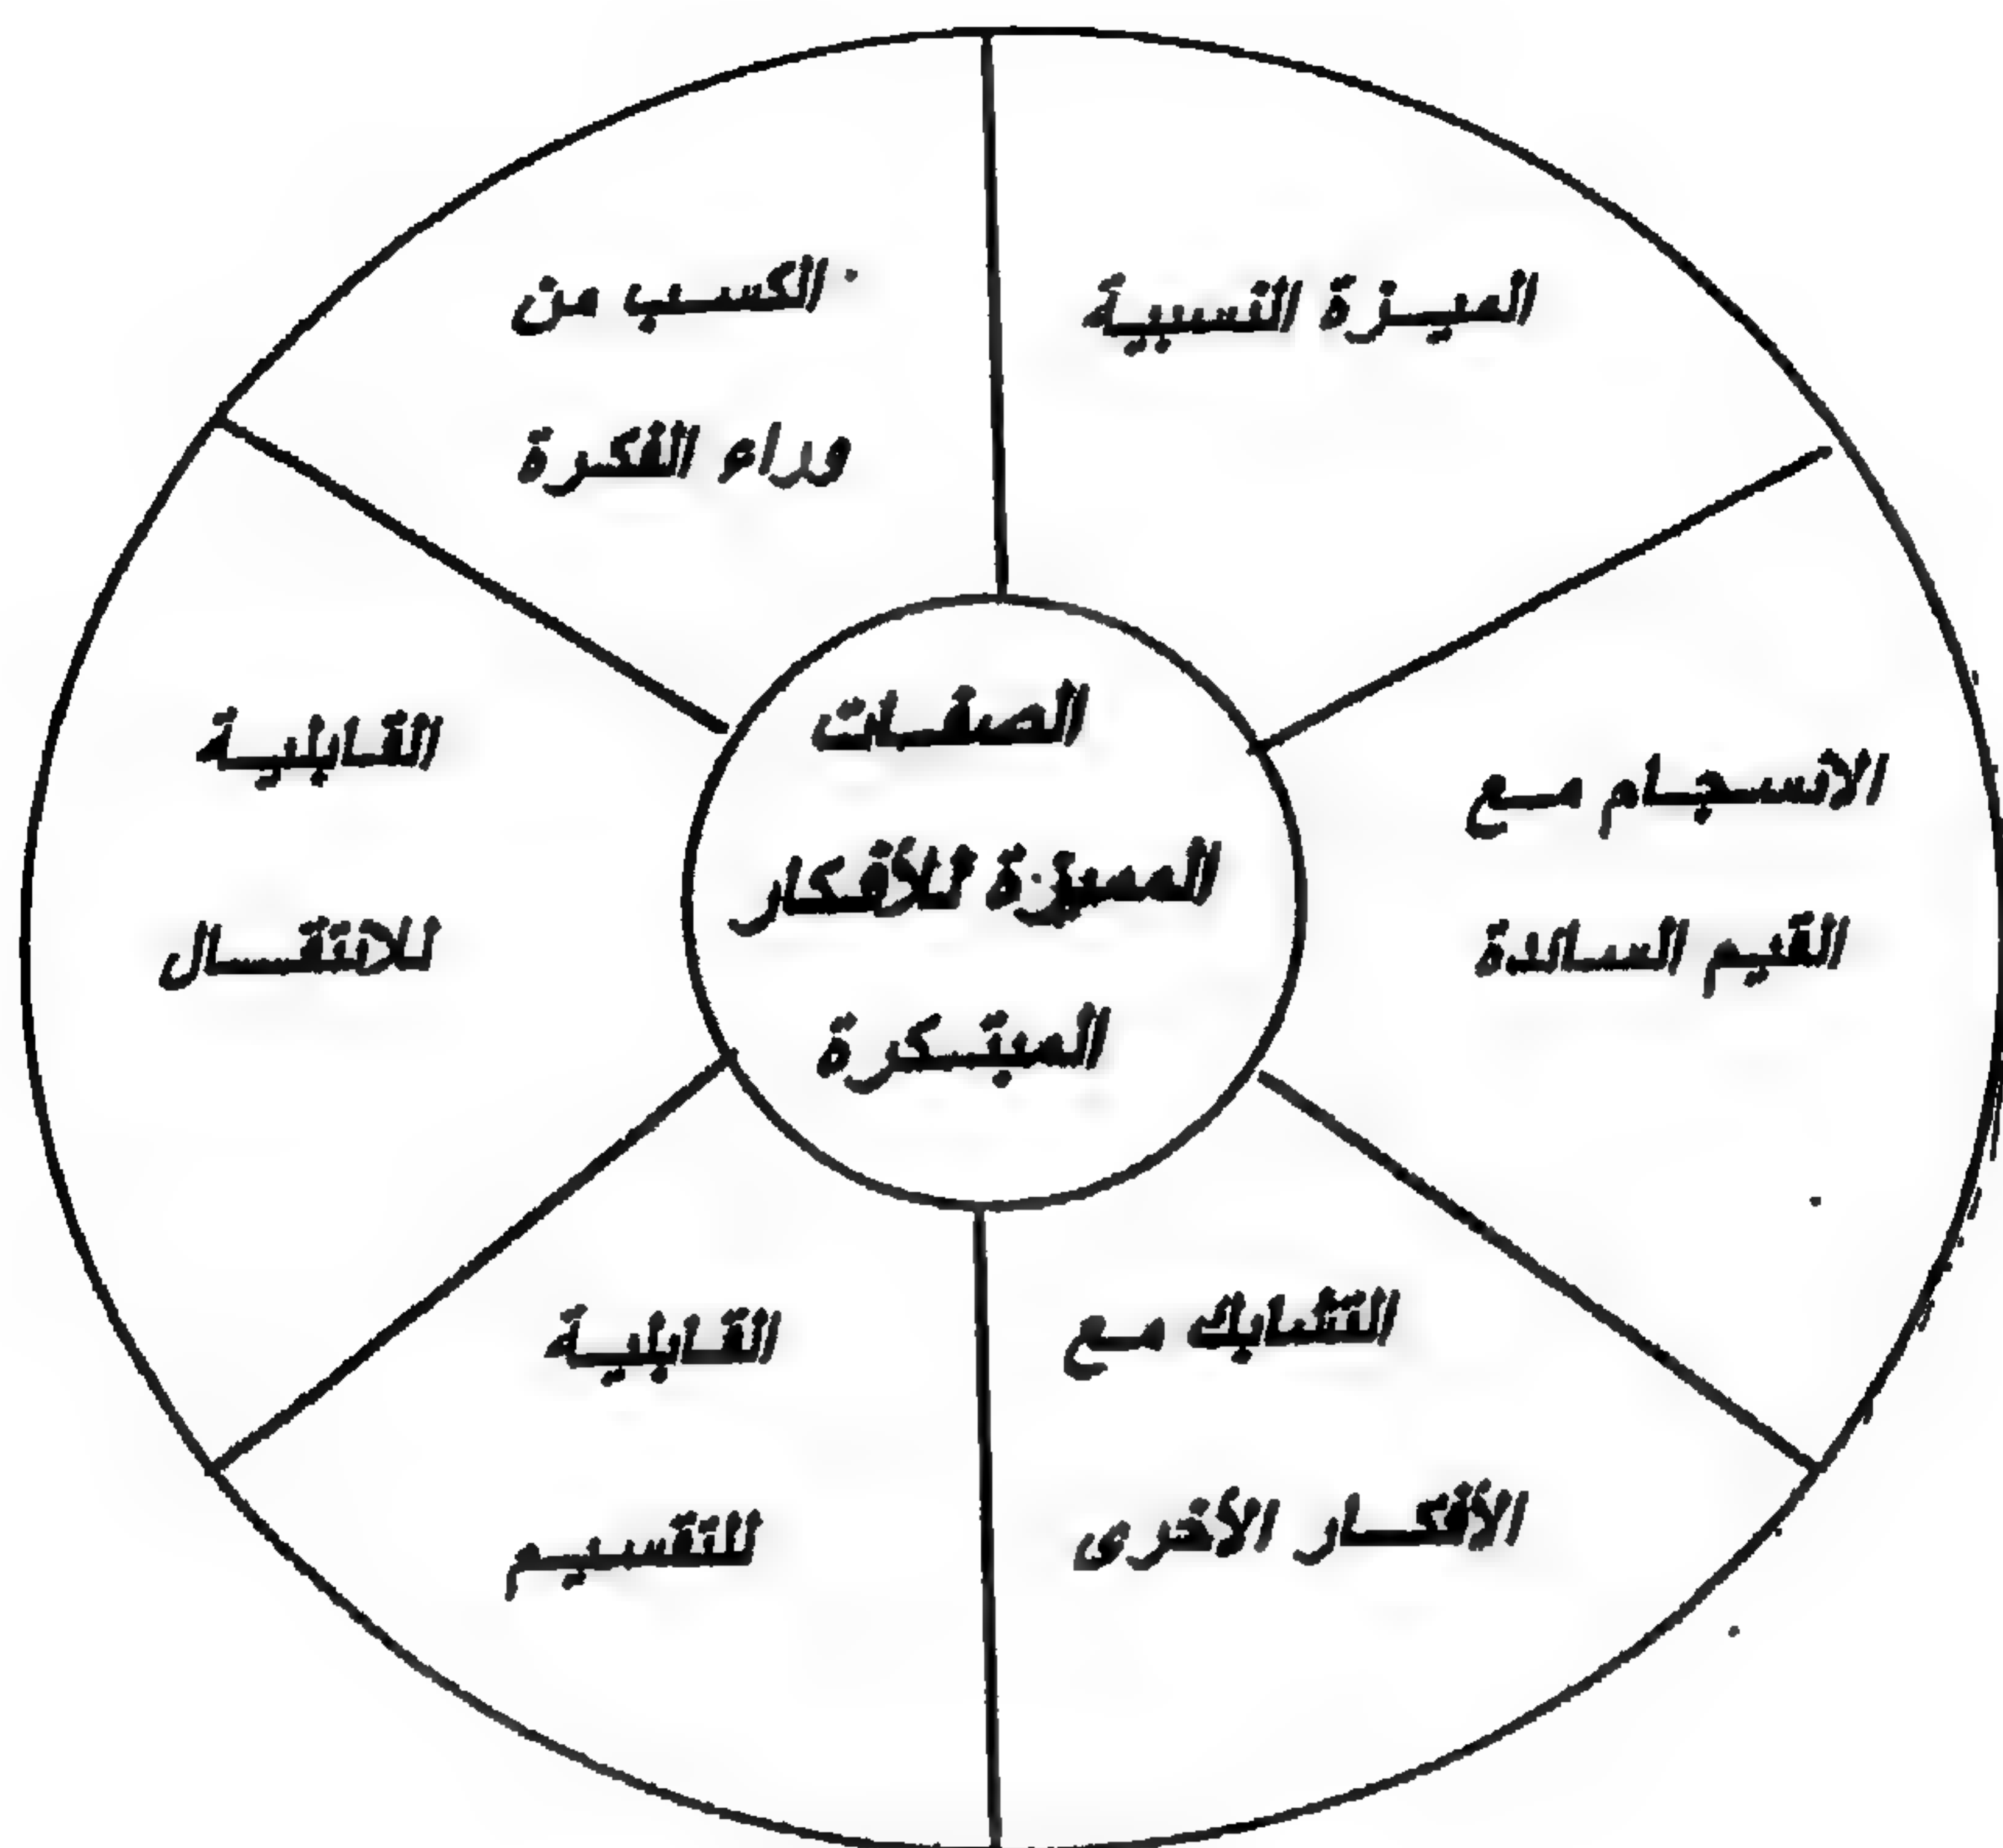 الصفات
المميزة للأفكار
المبتكرة
الميزة النسبية
الانسجام مع
القيم السائدة
التشابك مع
الأفكار الأخرى
القابلية
للتقسيم
القابلية
للانتقال
الكسب من
وراء الفكرة